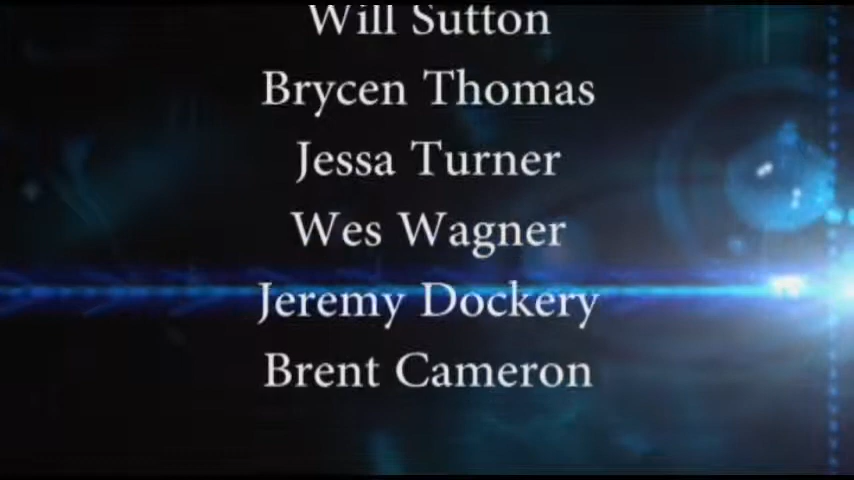 Will Sutton
Brycen Thomas
Jessa Turner
Wes Wagner
Jeremy Dockery
Brent Cameron